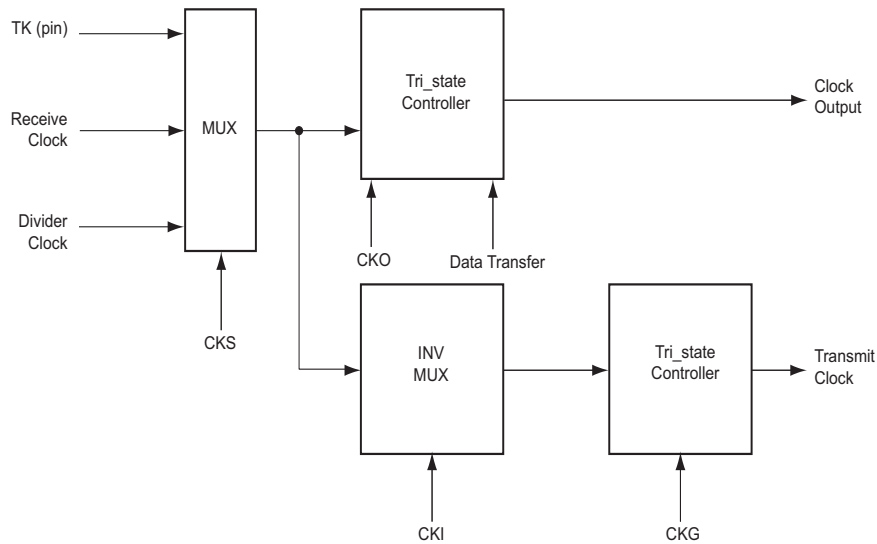 TK (pin)
Receive
Clock
Divider
Clock
MUX
CKS
Tri_state
Controller
CKO
Data Transfer
Clock
Output
INV
MUX
CKI
Tri_state
Controller
CKG
Transmit
Clock